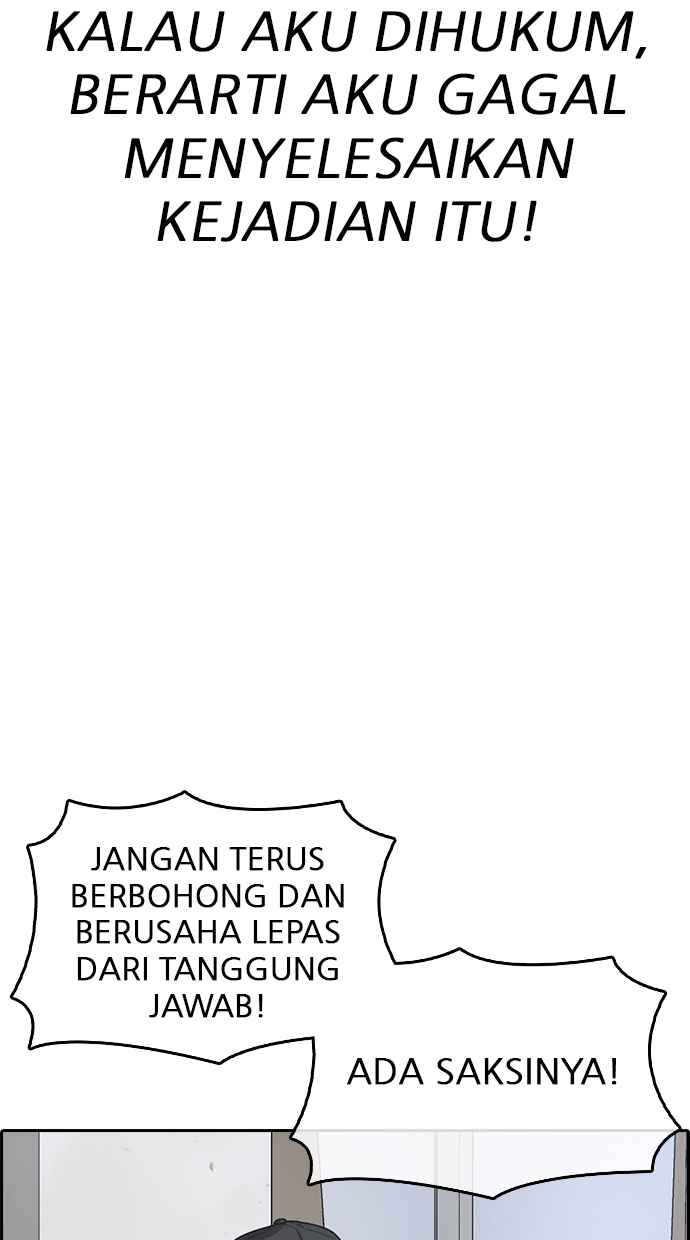 KALAU AKU DIHUKUM,
BERARTI AKU GAGAL
MENYELESAIKAN
KEJADIAN ITU!
JANGAN TERUS
BERBOHONG DAN
BERUSAHA LEPAS
DARI TANGGUNG
JAWAB!
ADA SAKSINYA!